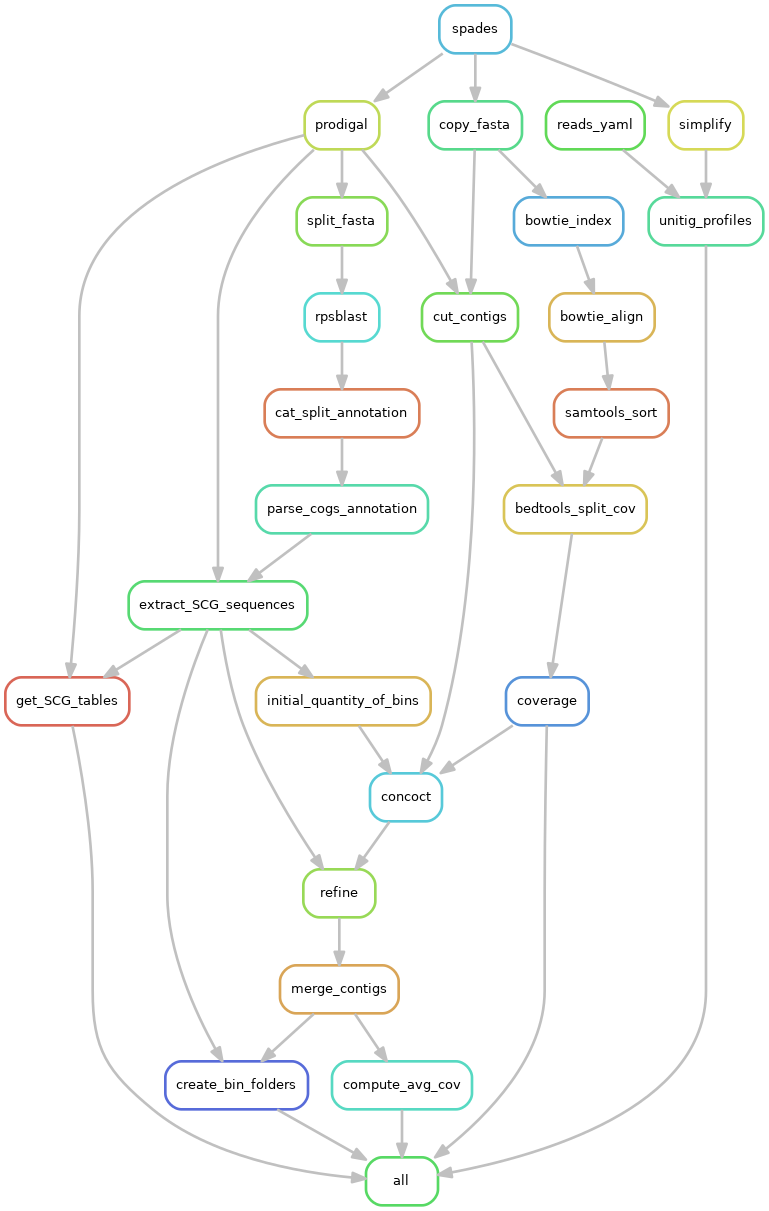 spades
prodigal
copy_fasta
reads_yaml
simplify
split_fasta
bowtie_index
unitig_profiles
rpsblast
cut_contigs
bowtie_align
cat_split_annotation
samtools_sort
parse_cogs_annotation
bedtools_split_cov
extract_SCG_sequences
get_SCG_tables
initial_quantity_of_bins
coverage
concoct
refine
merge_contigs
create_bin_folders
compute_avg_cov
all